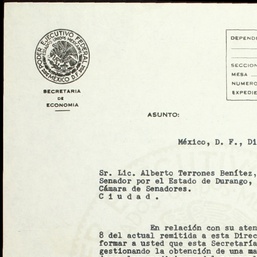 PODER EJECUTIVO FEDERAL
MEXICO D.F.
SECRETARIA
DE
ECONOMIA
DEPEND
SECCION
MESA
NUMERO
EXPEDIE
ASUNTO:
México, D. F., Di
Sr. Lic. Alberto Terrones Benítez,
Senador por el Estado de Durango,
Cámara de Senadores.
C i u d a d.
En relación con su aten
8 del actual remitida a esta Direc
formar a usted que esta Secretaría
gestionando la obtención de una ma